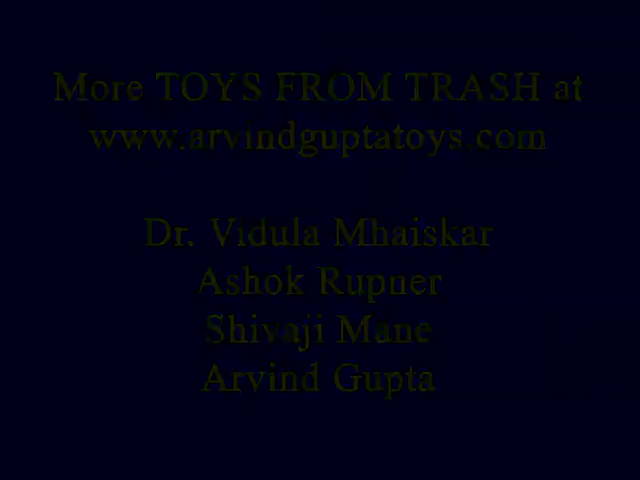 More TOYS FROM TRASH at
www.arvindguptatoys.com
Dr. Vidula Mhaiskar
Ashok Rupner
Shivaji Mane
Arvind Gupta